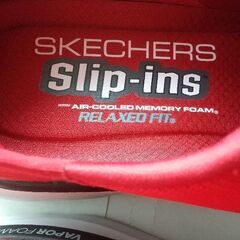 SKECHERS
Slip-ins
AIR-COOLED MEMORY FOAM®
RELAXED FIT®
VAPOR FOAM